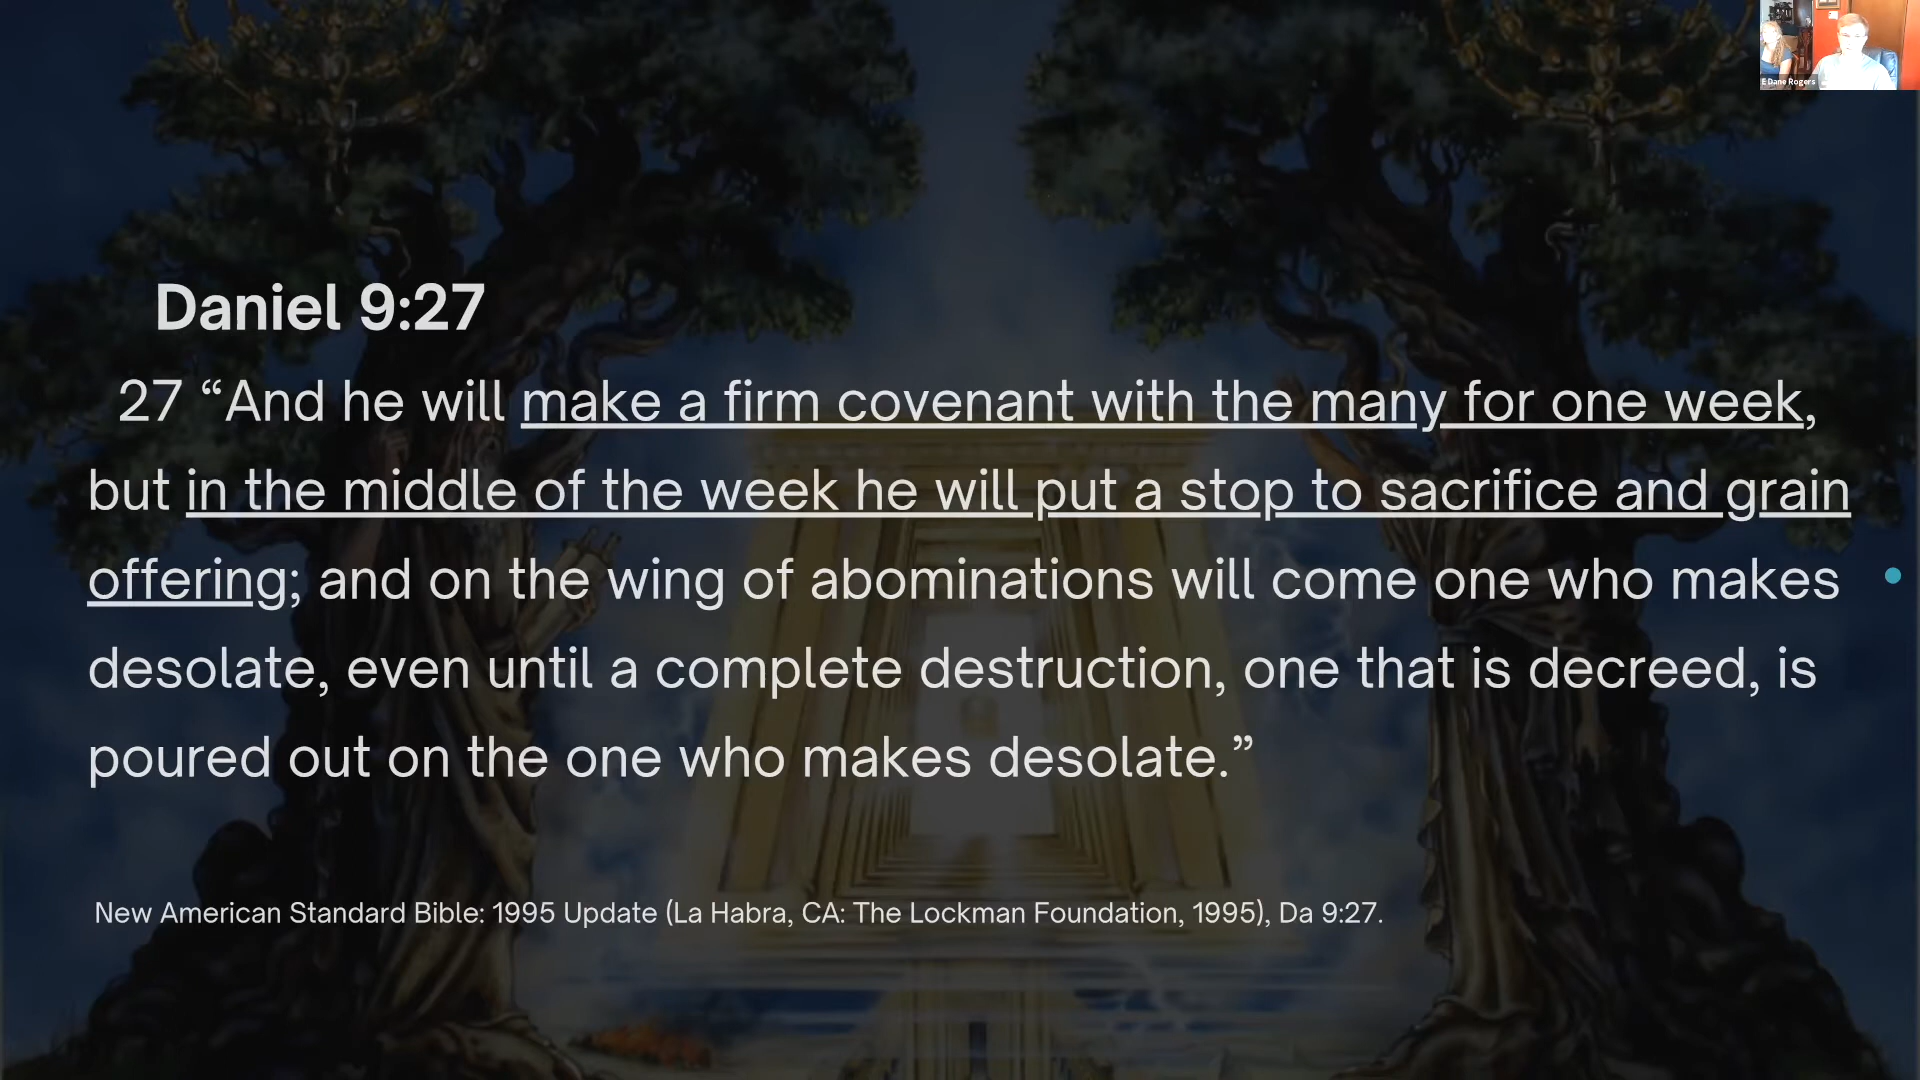 E Dane Rogers
Daniel 9:27
27 “And he will make a firm covenant with the many for one week,
but in the middle of the week he will put a stop to sacrifice and grain
offering; and on the wing of abominations will come one who makes
desolate, even until a complete destruction, one that is decreed, is
poured out on the one who makes desolate.”
New American Standard Bible: 1995 Update (La Habra, CA: The Lockman Foundation, 1995), Da 9:27.